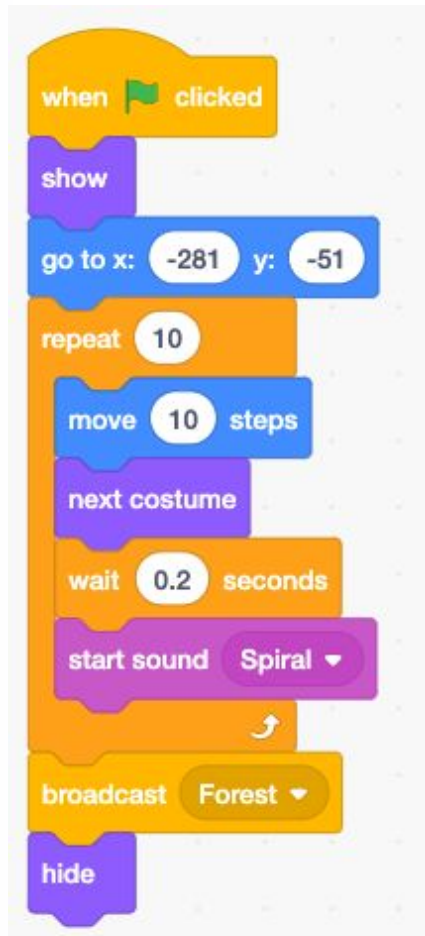 when clicked
show
go to x: -281 y: -51
repeat 10
move 10 steps
next costume
wait 0.2 seconds
start sound Spiral
broadcast Forest
hide